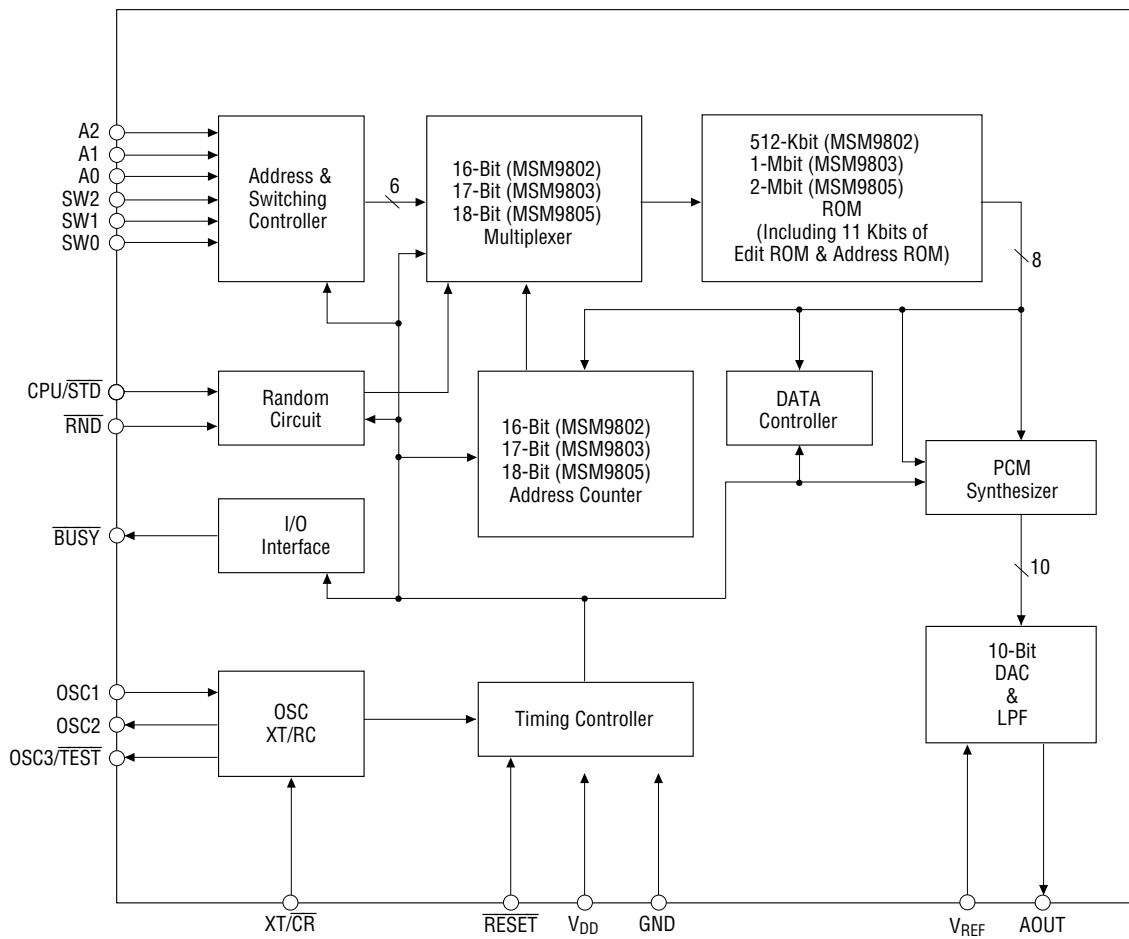 A2
A1
A0
SW2
SW1
SW0
Address &
Switching
Controller
6
16-Bit (MSM9802)
17-Bit (MSM9803)
18-Bit (MSM9805)
Multiplexer
512-Kbit (MSM9802)
1-Mbit (MSM9803)
2-Mbit (MSM9805)
ROM
(Including 11 Kbits of
Edit ROM & Address ROM)
8
CPU/STD
RND
Random
Circuit
16-Bit (MSM9802)
17-Bit (MSM9803)
18-Bit (MSM9805)
Address Counter
DATA
Controller
PCM
Synthesizer
BUSY
I/O
Interface
10
OSC1
OSC2
OSC3/TEST
OSC
XT/RC
Timing Controller
10-Bit
DAC
&
LPF
XT/CR
RESET
VDD
GND
VREF
AOUT